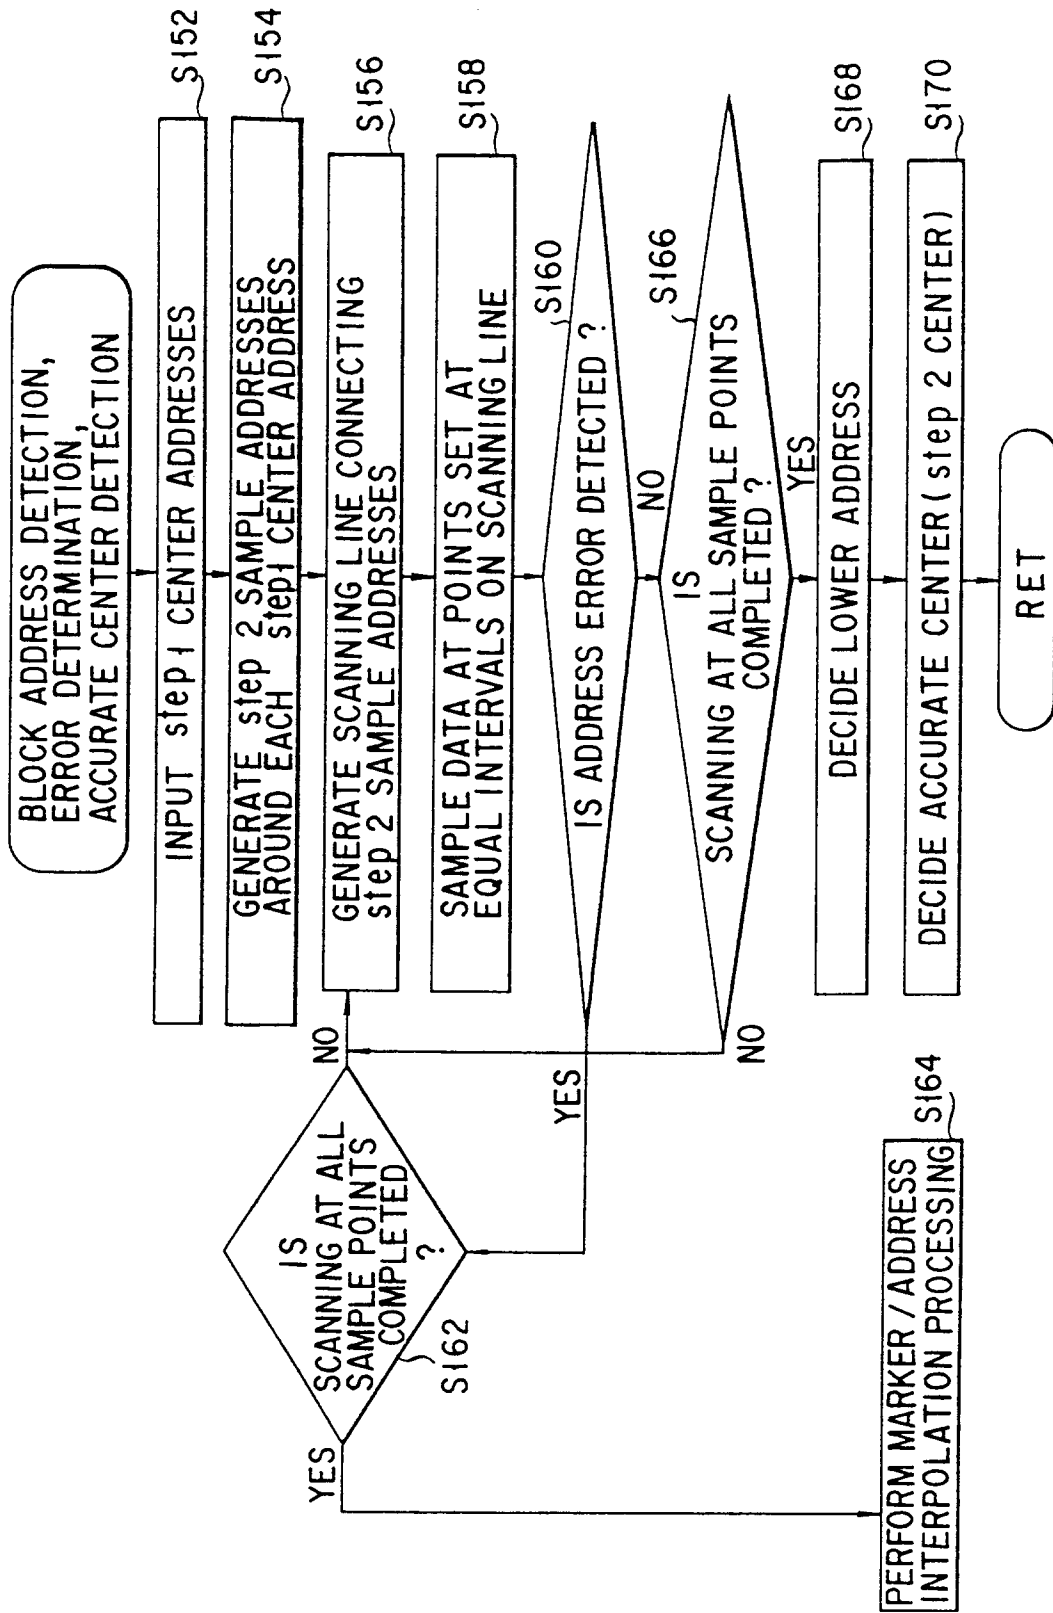 BLOCK ADDRESS DETECTION,
ERROR DETERMINATION,
ACCURATE CENTER DETECTION
INPUT step 1 CENTER ADDRESSES
S152
GENERATE step 2 SAMPLE ADDRESSES
AROUND EACH step 1 CENTER ADDRESS
S154
GENERATE SCANNING LINE CONNECTING
step 2 SAMPLE ADDRESSES
S156
SAMPLE DATA AT POINTS SET AT
EQUAL INTERVALS ON SCANNING LINE
S158
IS ADDRESS ERROR DETECTED ?
S160
YES
NO
IS
SCANNING AT ALL
SAMPLE POINTS
COMPLETED
?
S162
YES
NO
PERFORM MARKER / ADDRESS
INTERPOLATION PROCESSING
S164
IS
SCANNING AT ALL SAMPLE POINTS
COMPLETED ?
S166
NO
YES
DECIDE LOWER ADDRESS
S168
DECIDE ACCURATE CENTER (step 2 CENTER)
S170
RET